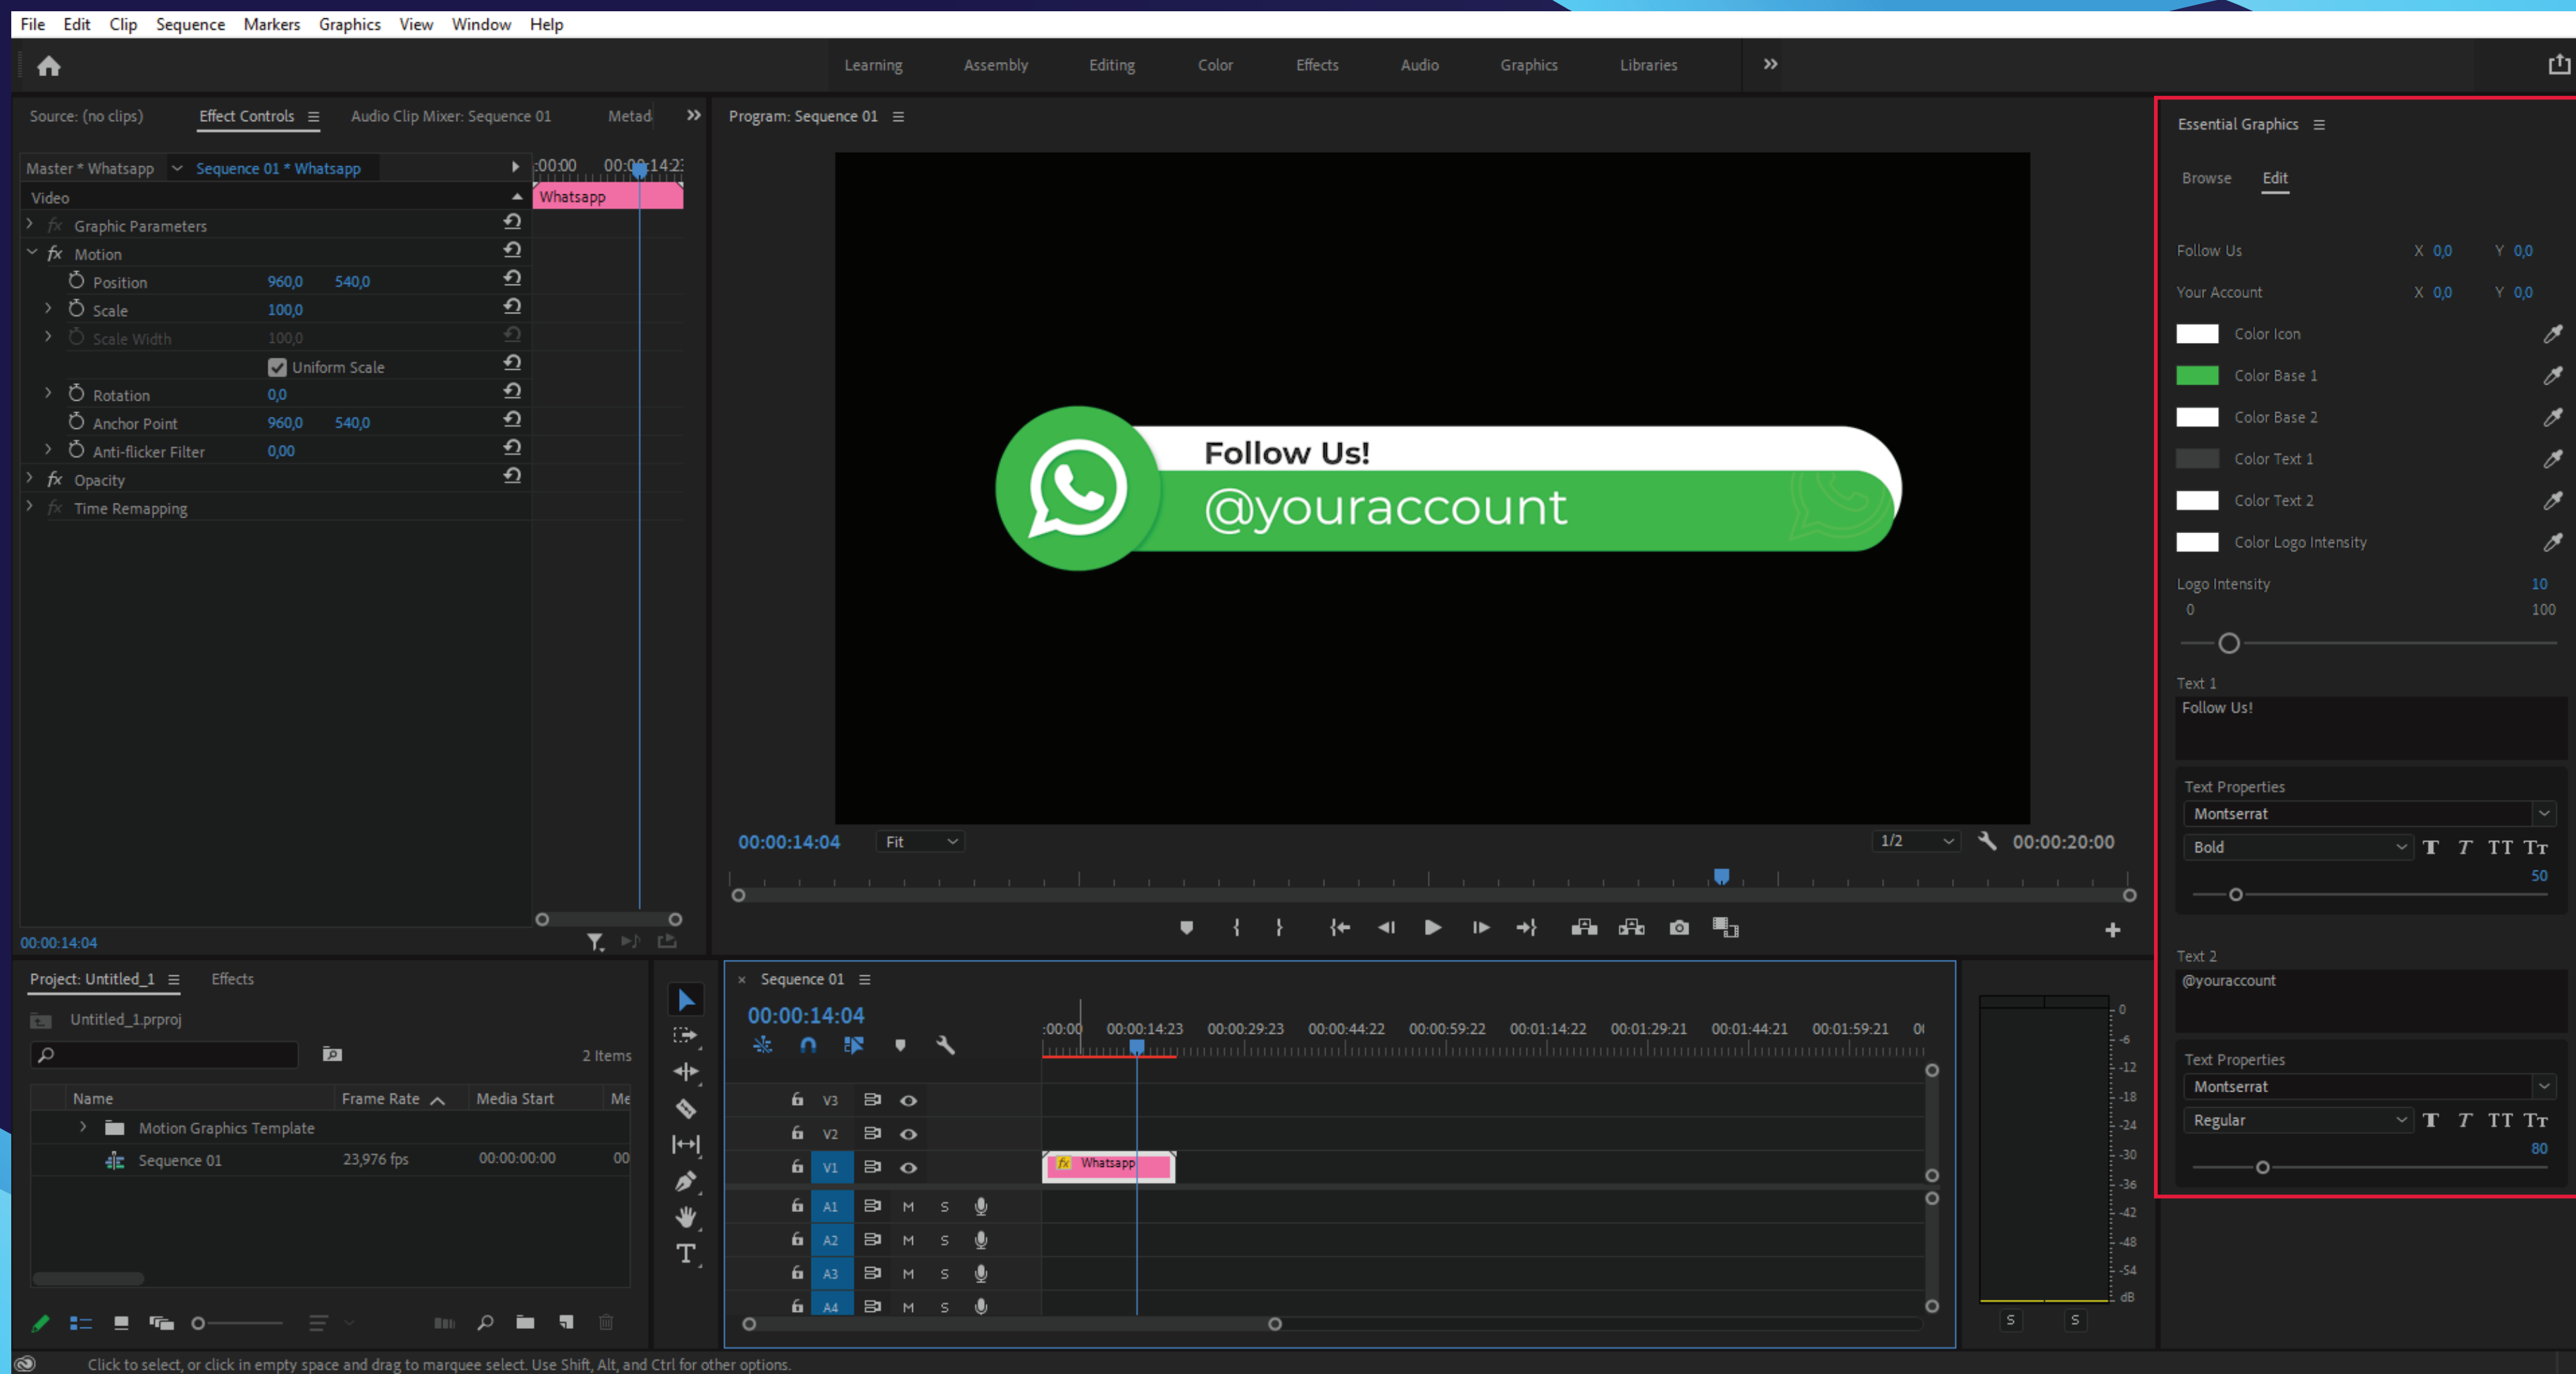 File Edit Clip Sequence Markers Graphics View Window Help
Learning Assembly Editing Color Effects Audio Graphics Libraries
Source: (no clips) Effect Controls Audio Clip Mixer: Sequence 01 Metad
Master * Whatsapp Sequence 01 * Whatsapp
:00:00 00:00:14:23
Video
Whatsapp
fx Graphic Parameters
fx Motion
Position 960,0 540,0
Scale 100,0
Scale Width 100,0
Uniform Scale
Rotation 0,0
Anchor Point 960,0 540,0
Anti-flicker Filter 0,00
fx Opacity
fx Time Remapping
00:00:14:04
Program: Sequence 01
Follow Us!
@youraccount
00:00:14:04 Fit 1/2 00:00:20:00
Essential Graphics
Browse Edit
Follow Us X 0,0 Y 0,0
Your Account X 0,0 Y 0,0
Color Icon
Color Base 1
Color Base 2
Color Text 1
Color Text 2
Color Logo Intensity
Logo Intensity 10
0 100
Text 1
Follow Us!
Text Properties
Montserrat
Bold T T TT Tт
50
Text 2
@youraccount
Text Properties
Montserrat
Regular T T TT Tт
80
Project: Untitled_1 Effects
Untitled_1.prproj
2 Items
Name Frame Rate Media Start Me
Motion Graphics Template
Sequence 01 23,976 fps 00:00:00:00 00
T
× Sequence 01
00:00:14:04
:00:00 00:00:14:23 00:00:29:23 00:00:44:22 00:00:59:22 00:01:14:22 00:01:29:21 00:01:44:21 00:01:59:21 00
V3
V2
V1 fx Whatsapp
A1 M S
A2 M S
A3 M S
A4 M S
0
-6
-12
-18
-24
-30
-36
-42
-48
-54
dB
S S
Click to select, or click in empty space and drag to marquee select. Use Shift, Alt, and Ctrl for other options.